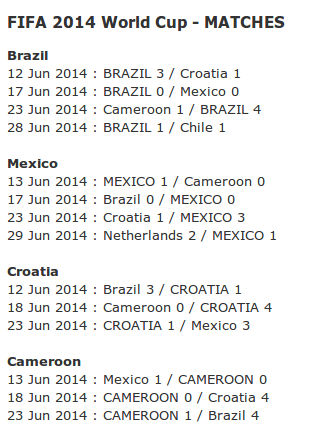 FIFA 2014 World Cup - MATCHES
Brazil
12 Jun 2014 : BRAZIL 3 / Croatia 1
17 Jun 2014 : BRAZIL 0 / Mexico 0
23 Jun 2014 : Cameroon 1 / BRAZIL 4
28 Jun 2014 : BRAZIL 1 / Chile 1
Mexico
13 Jun 2014 : MEXICO 1 / Cameroon 0
17 Jun 2014 : Brazil 0 / MEXICO 0
23 Jun 2014 : Croatia 1 / MEXICO 3
29 Jun 2014 : Netherlands 2 / MEXICO 1
Croatia
12 Jun 2014 : Brazil 3 / CROATIA 1
18 Jun 2014 : Cameroon 0 / CROATIA 4
23 Jun 2014 : CROATIA 1 / Mexico 3
Cameroon
13 Jun 2014 : Mexico 1 / CAMEROON 0
18 Jun 2014 : CAMEROON 0 / Croatia 4
23 Jun 2014 : CAMEROON 1 / Brazil 4